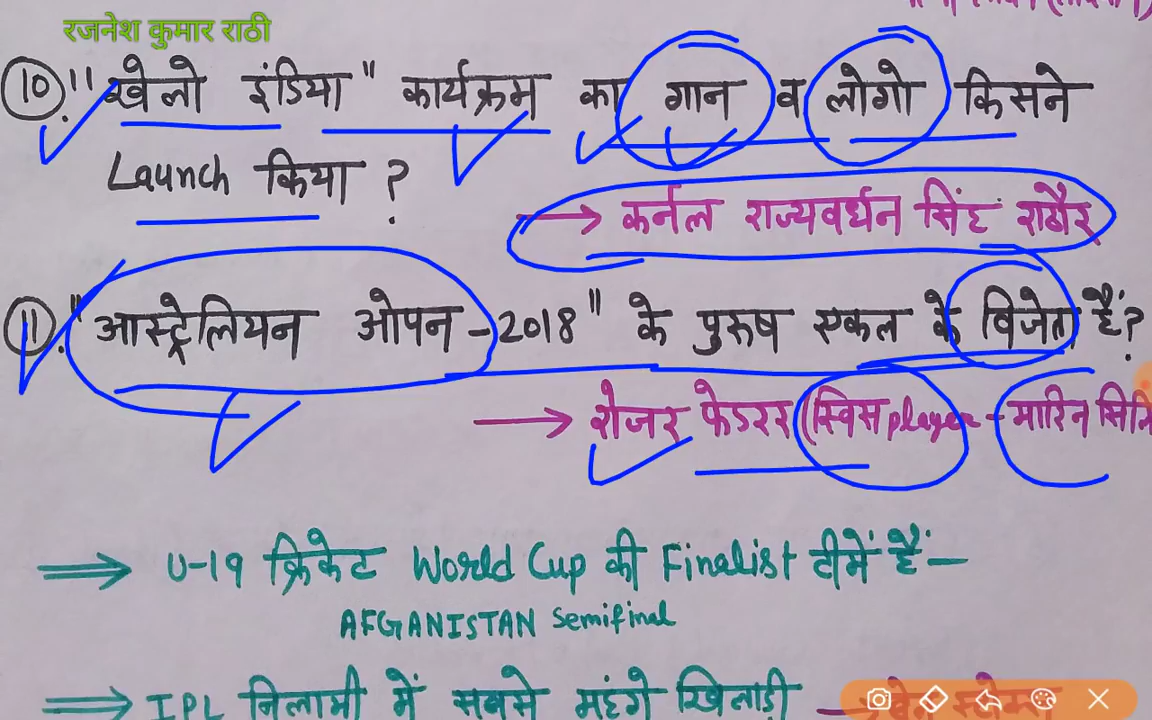 रजनेश कुमार राठी
10. "खेलो इंडिया" कार्यक्रम का गान व लोगो किसने
Launch किया ?
→ कर्नल राज्यवर्धन सिंह राठौर
11. "आस्ट्रेलियन ओपन -2018" के पुरुष एकल के विजेता हैं?
→ रोजर फेडरर (स्विस player - मारिन सिलि
⇒ U-19 क्रिकेट World Cup की Finalist टीमें हैं-
AFGANISTAN Semifinal
⇒ IPL निलामी में सबसे महंगे खिलाड़ी